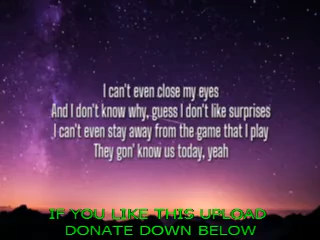 I can't even close my eyes
And I don't know why, guess I don't like surprises
I can't even stay away from the game that I play
They gon' know us today, yeah
IF YOU LIKE THIS UPLOAD
DONATE DOWN BELOW